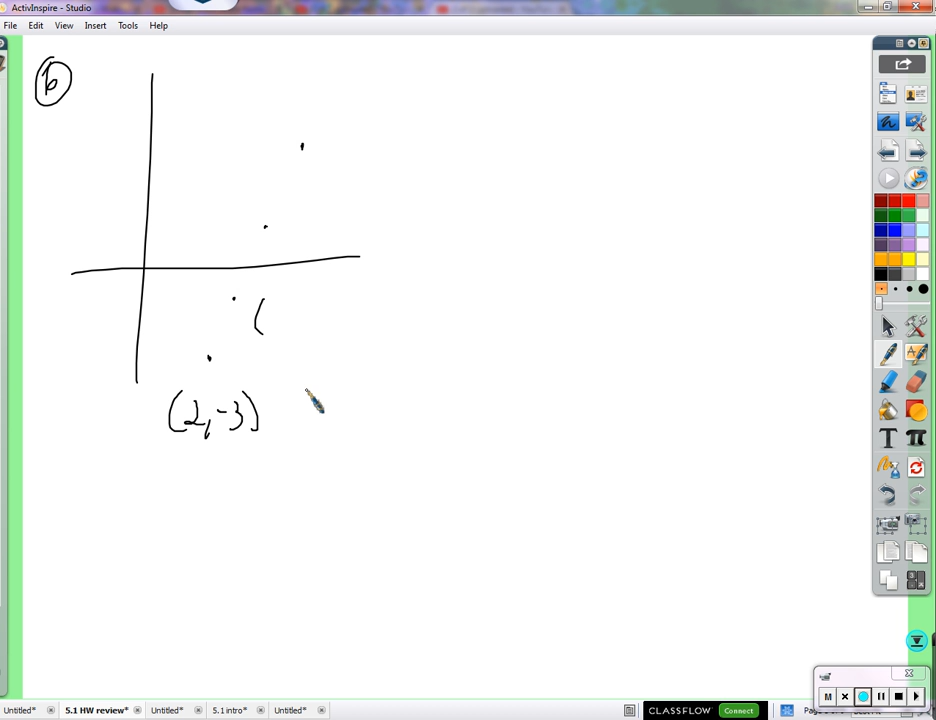 ActivInspire - Studio
File Edit View Insert Tools Help
6
(
(2,-3)
T π
M
Untitled* 5.1 HW review* Untitled* 5.1 intro* Untitled* CLASSFLOW Connect